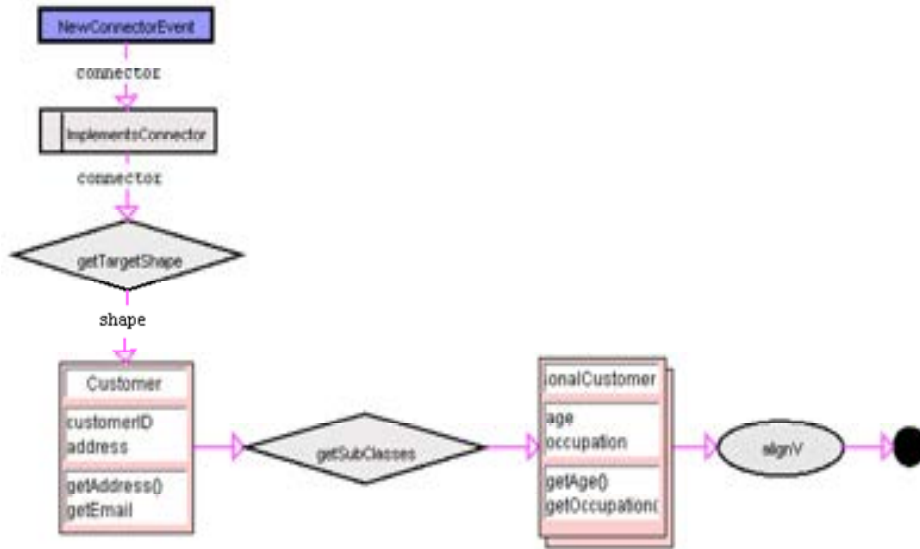 NewConnectorEvent
connector
ImplementsConnector
connector
getTargetShape
shape
Customer
customerID
address
getAddress()
getEmail
getSubClasses
ionalCustomer
age
occupation
getAge()
getOccupation(
alignV